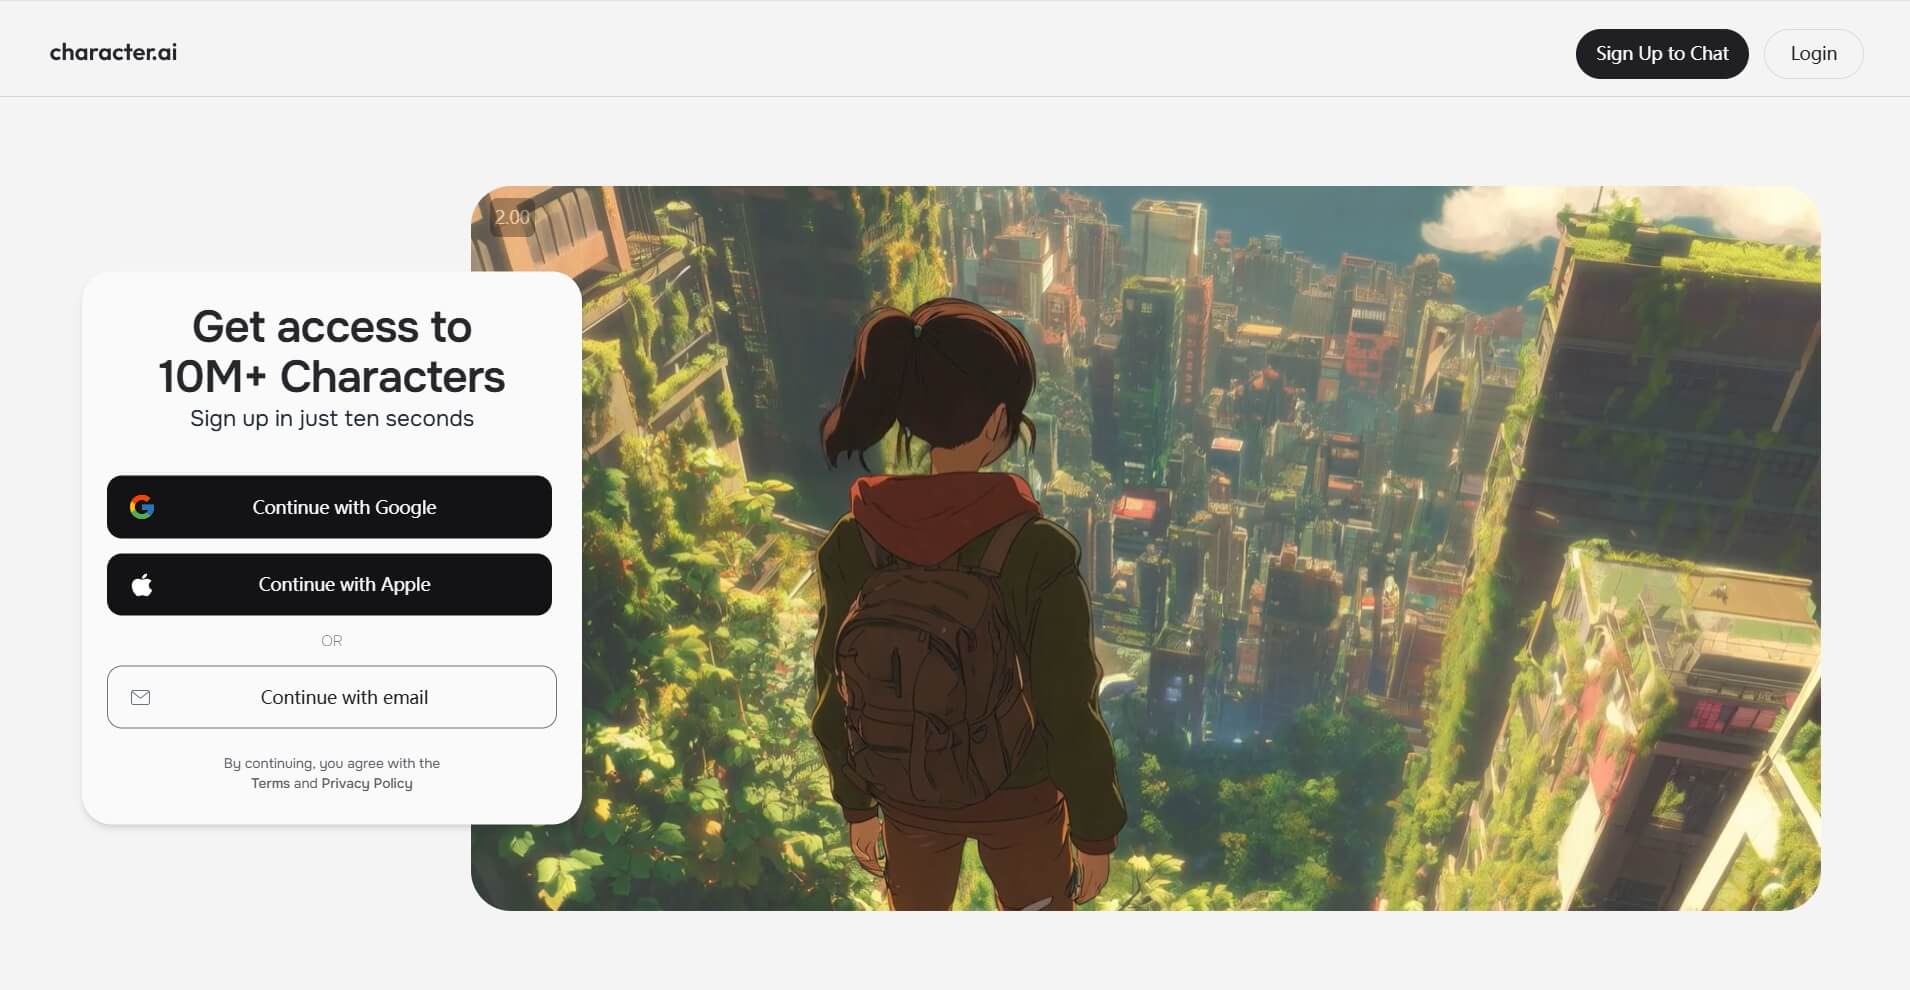 character.ai
Sign Up to Chat
Login
2.00
Get access to
10M+ Characters
Sign up in just ten seconds
Continue with Google
Continue with Apple
OR
Continue with email
By continuing, you agree with the
Terms and Privacy Policy